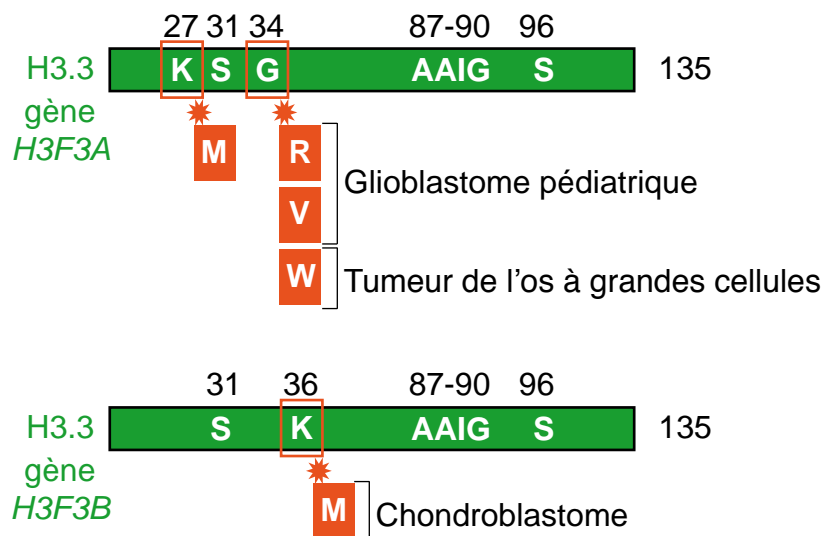 27 31 34 87-90 96
H3.3 K S G AAIG S 135
gène
H3F3A M R
Glioblastome pédiatrique
V
W Tumeur de l'os à grandes cellules
31 36 87-90 96
H3.3 S K AAIG S 135
gène
H3F3B M Chondroblastome